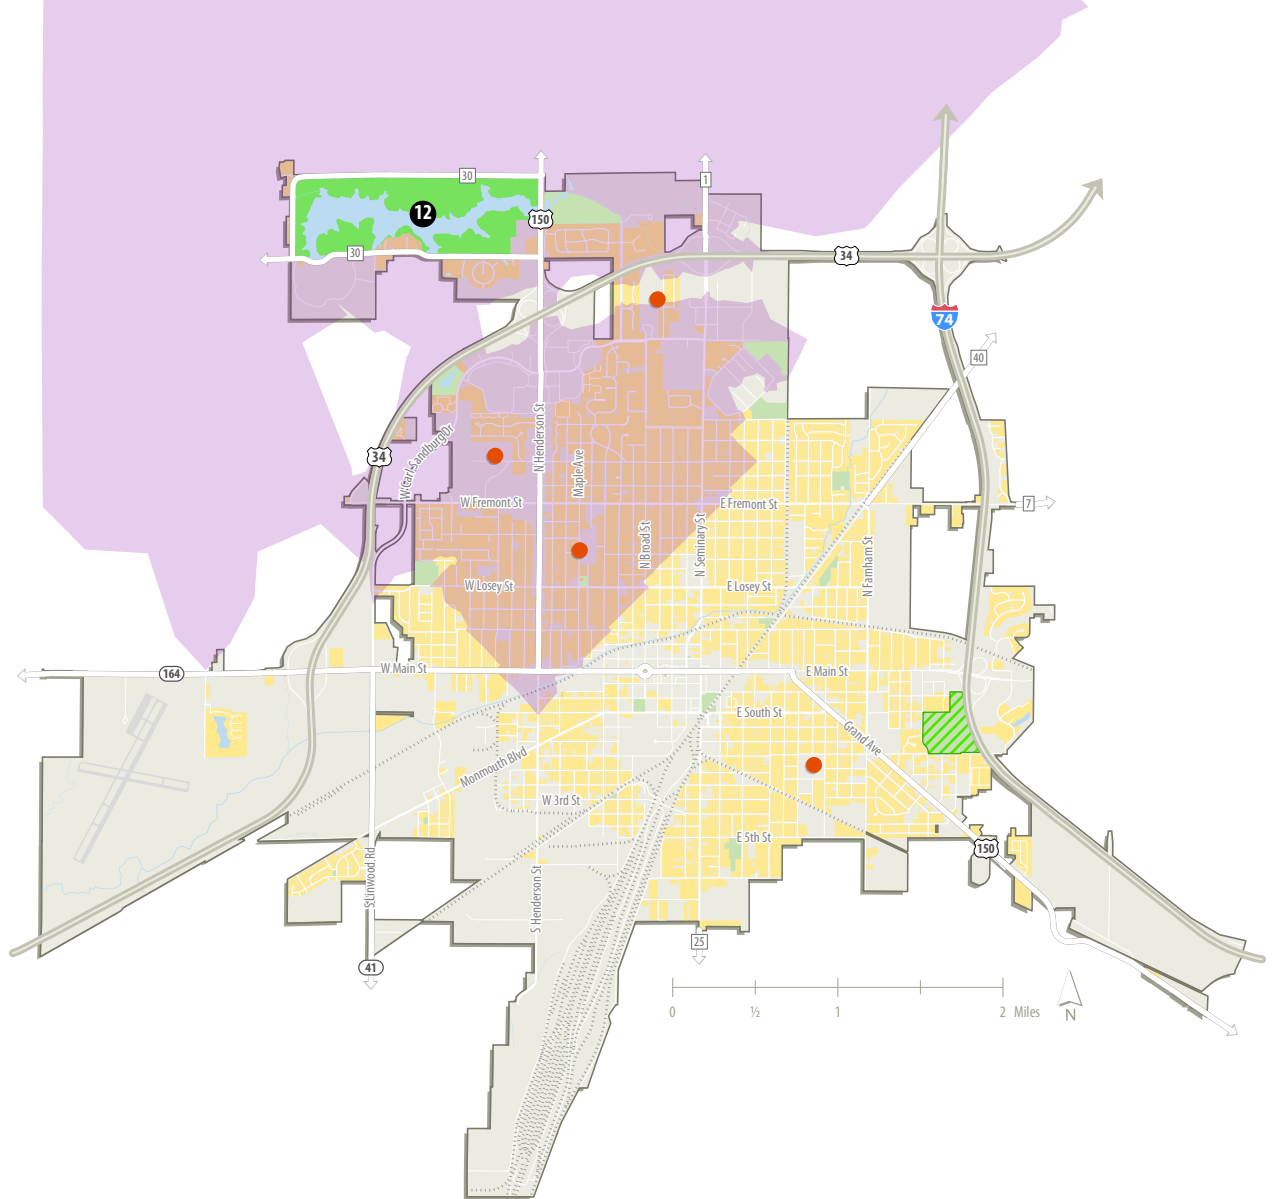 30
1
12
150
30
34
74
40
N Henderson St
W Carl Sandburg Dr
34
Maple Ave
W Fremont St
E Fremont St
7
N Broad St
N Seminary St
N Farnham St
W Losey St
E Losey St
164
W Main St
E Main St
E South St
Grand Ave
Monmouth Blvd
W 3rd St
E 5th St
150
S Linwood Rd
S Henderson St
25
41
0 ½ 1 2 Miles
N